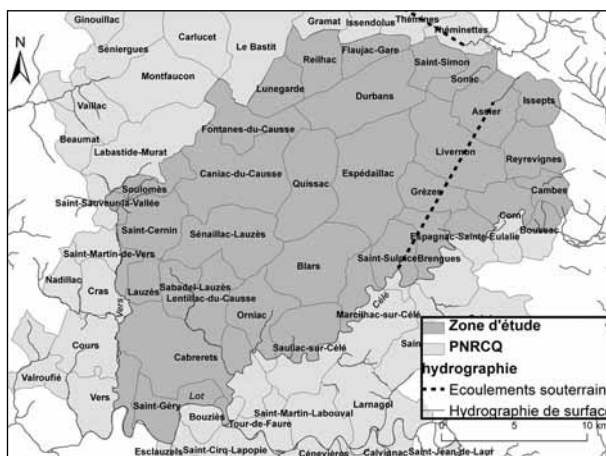 Ginouillac
Gramat
Issendolus
Thémines
Théminettes
Carlucet
Séniergues
Le Bastit
Reilhac
Flaujac-Gare
Saint-Simon
Montfaucon
Lunegarde
Sonac
Durbans
Vaillac
Assier
Issepts
Beaumat
Fontanes-du-Causse
Labastide-Murat
Livernon
Reyrevignes
Caniac-du-Causse
Quissac
Espédaillac
Soulomès
Grèzes
Cambes
Saint-Sauveur-la-Vallée
Corn
Saint-Cernin
Sénaillac-Lauzès
Espagnac-Sainte-Eulalie
Boussac
Saint-Martin-de-Vers
Saint-Sulpice
Brengues
Blars
Nadillac
Cras
Lauzès
Sabadel-Lauzès
Lentillac-du-Causse
Célé
Vers
Orniac
Marcilhac-sur-Célé
Cours
Sauliac-sur-Célé
Cabrerets
Valroufié
Vers
Saint-Géry
Lot
Bouziès
Saint-Martin-Labouval
Larnagol
Tour-de-Faure
Esclauzels
Saint-Cirq-Lapopie
Cénevières
Calvignac
Saint-Jean-de-Laur
N
Zone d'étude
PNRCQ
hydrographie
Ecoulements souterrain
Hydrographie de surface
0 5 10 km